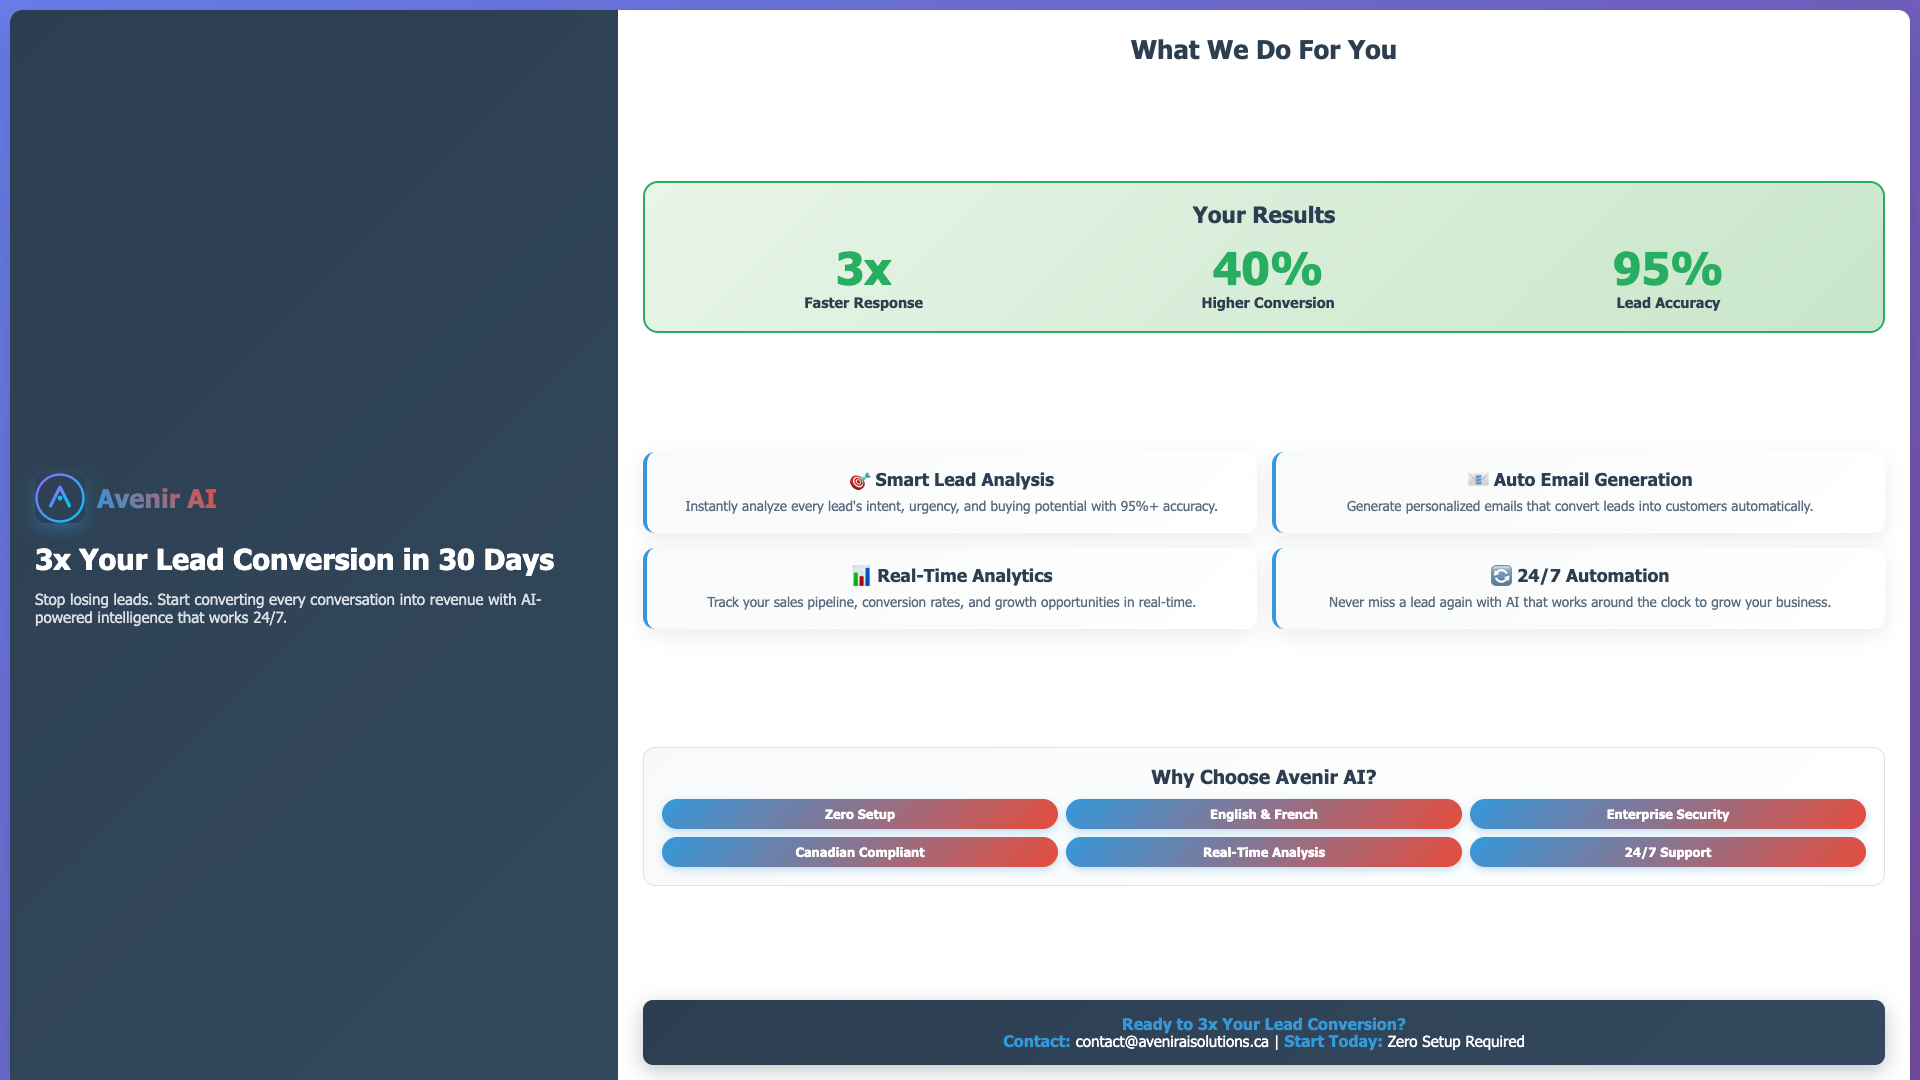 Avenir AI
3x Your Lead Conversion in 30 Days
Stop losing leads. Start converting every conversation into revenue with AI-
powered intelligence that works 24/7.
What We Do For You
Your Results
3x
Faster Response
40%
Higher Conversion
95%
Lead Accuracy
🎯 Smart Lead Analysis
Instantly analyze every lead's intent, urgency, and buying potential with 95%+ accuracy.
📧 Auto Email Generation
Generate personalized emails that convert leads into customers automatically.
📊 Real-Time Analytics
Track your sales pipeline, conversion rates, and growth opportunities in real-time.
🔄 24/7 Automation
Never miss a lead again with AI that works around the clock to grow your business.
Why Choose Avenir AI?
Zero Setup
English & French
Enterprise Security
Canadian Compliant
Real-Time Analysis
24/7 Support
Ready to 3x Your Lead Conversion?
Contact: contact@aveniraisolutions.ca | Start Today: Zero Setup Required